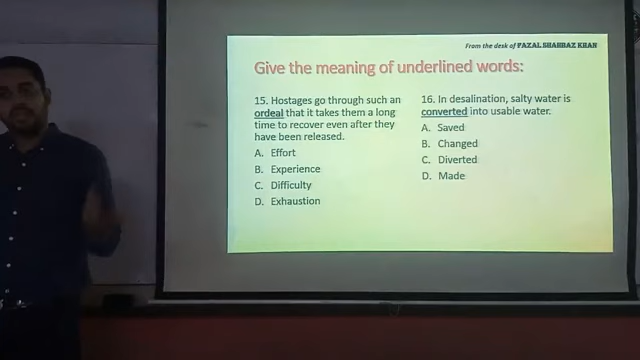 From the desk of FAZAL SHAHBAZ KHAN
Give the meaning of underlined words:
15. Hostages go through such an
ordeal that it takes them a long
time to recover even after they
have been released.
A. Effort
B. Experience
C. Difficulty
D. Exhaustion
16. In desalination, salty water is
converted into usable water.
A. Saved
B. Changed
C. Diverted
D. Made